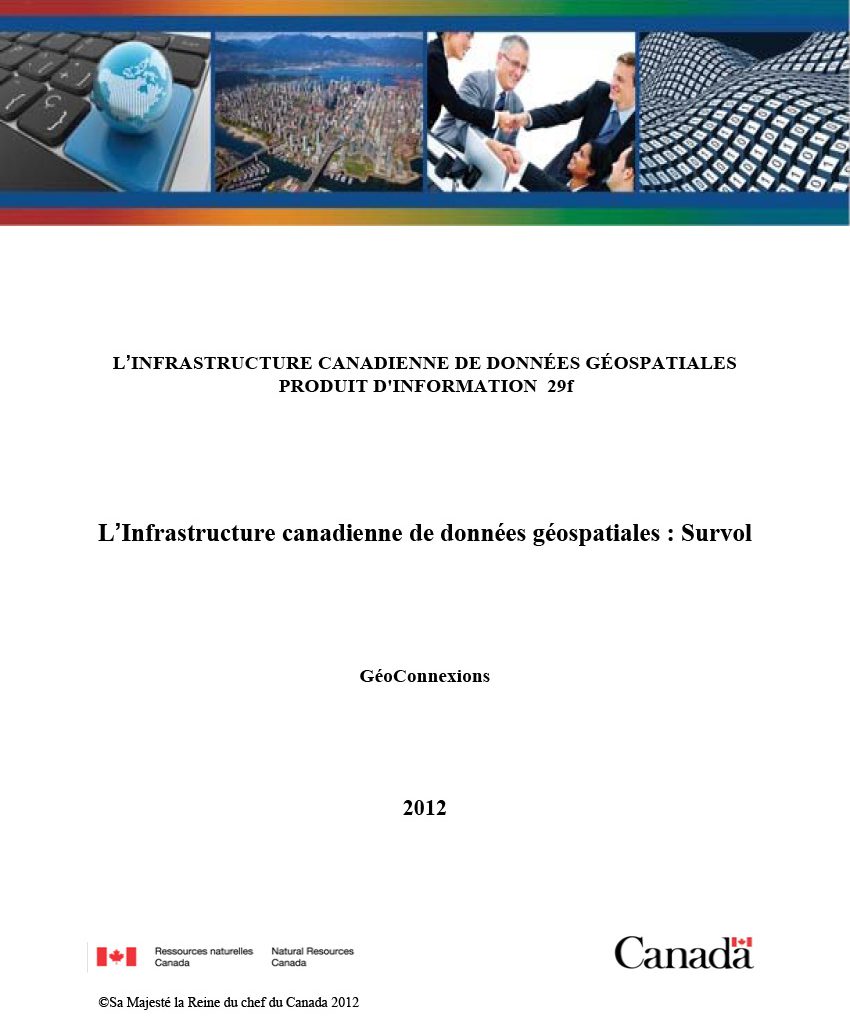 L’INFRASTRUCTURE CANADIENNE DE DONNÉES GÉOSPATIALES
PRODUIT D'INFORMATION 29f
L’Infrastructure canadienne de données géospatiales : Survol
GéoConnexions
2012
Ressources naturelles Natural Resources
Canada Canada
Canada
©Sa Majesté la Reine du chef du Canada 2012